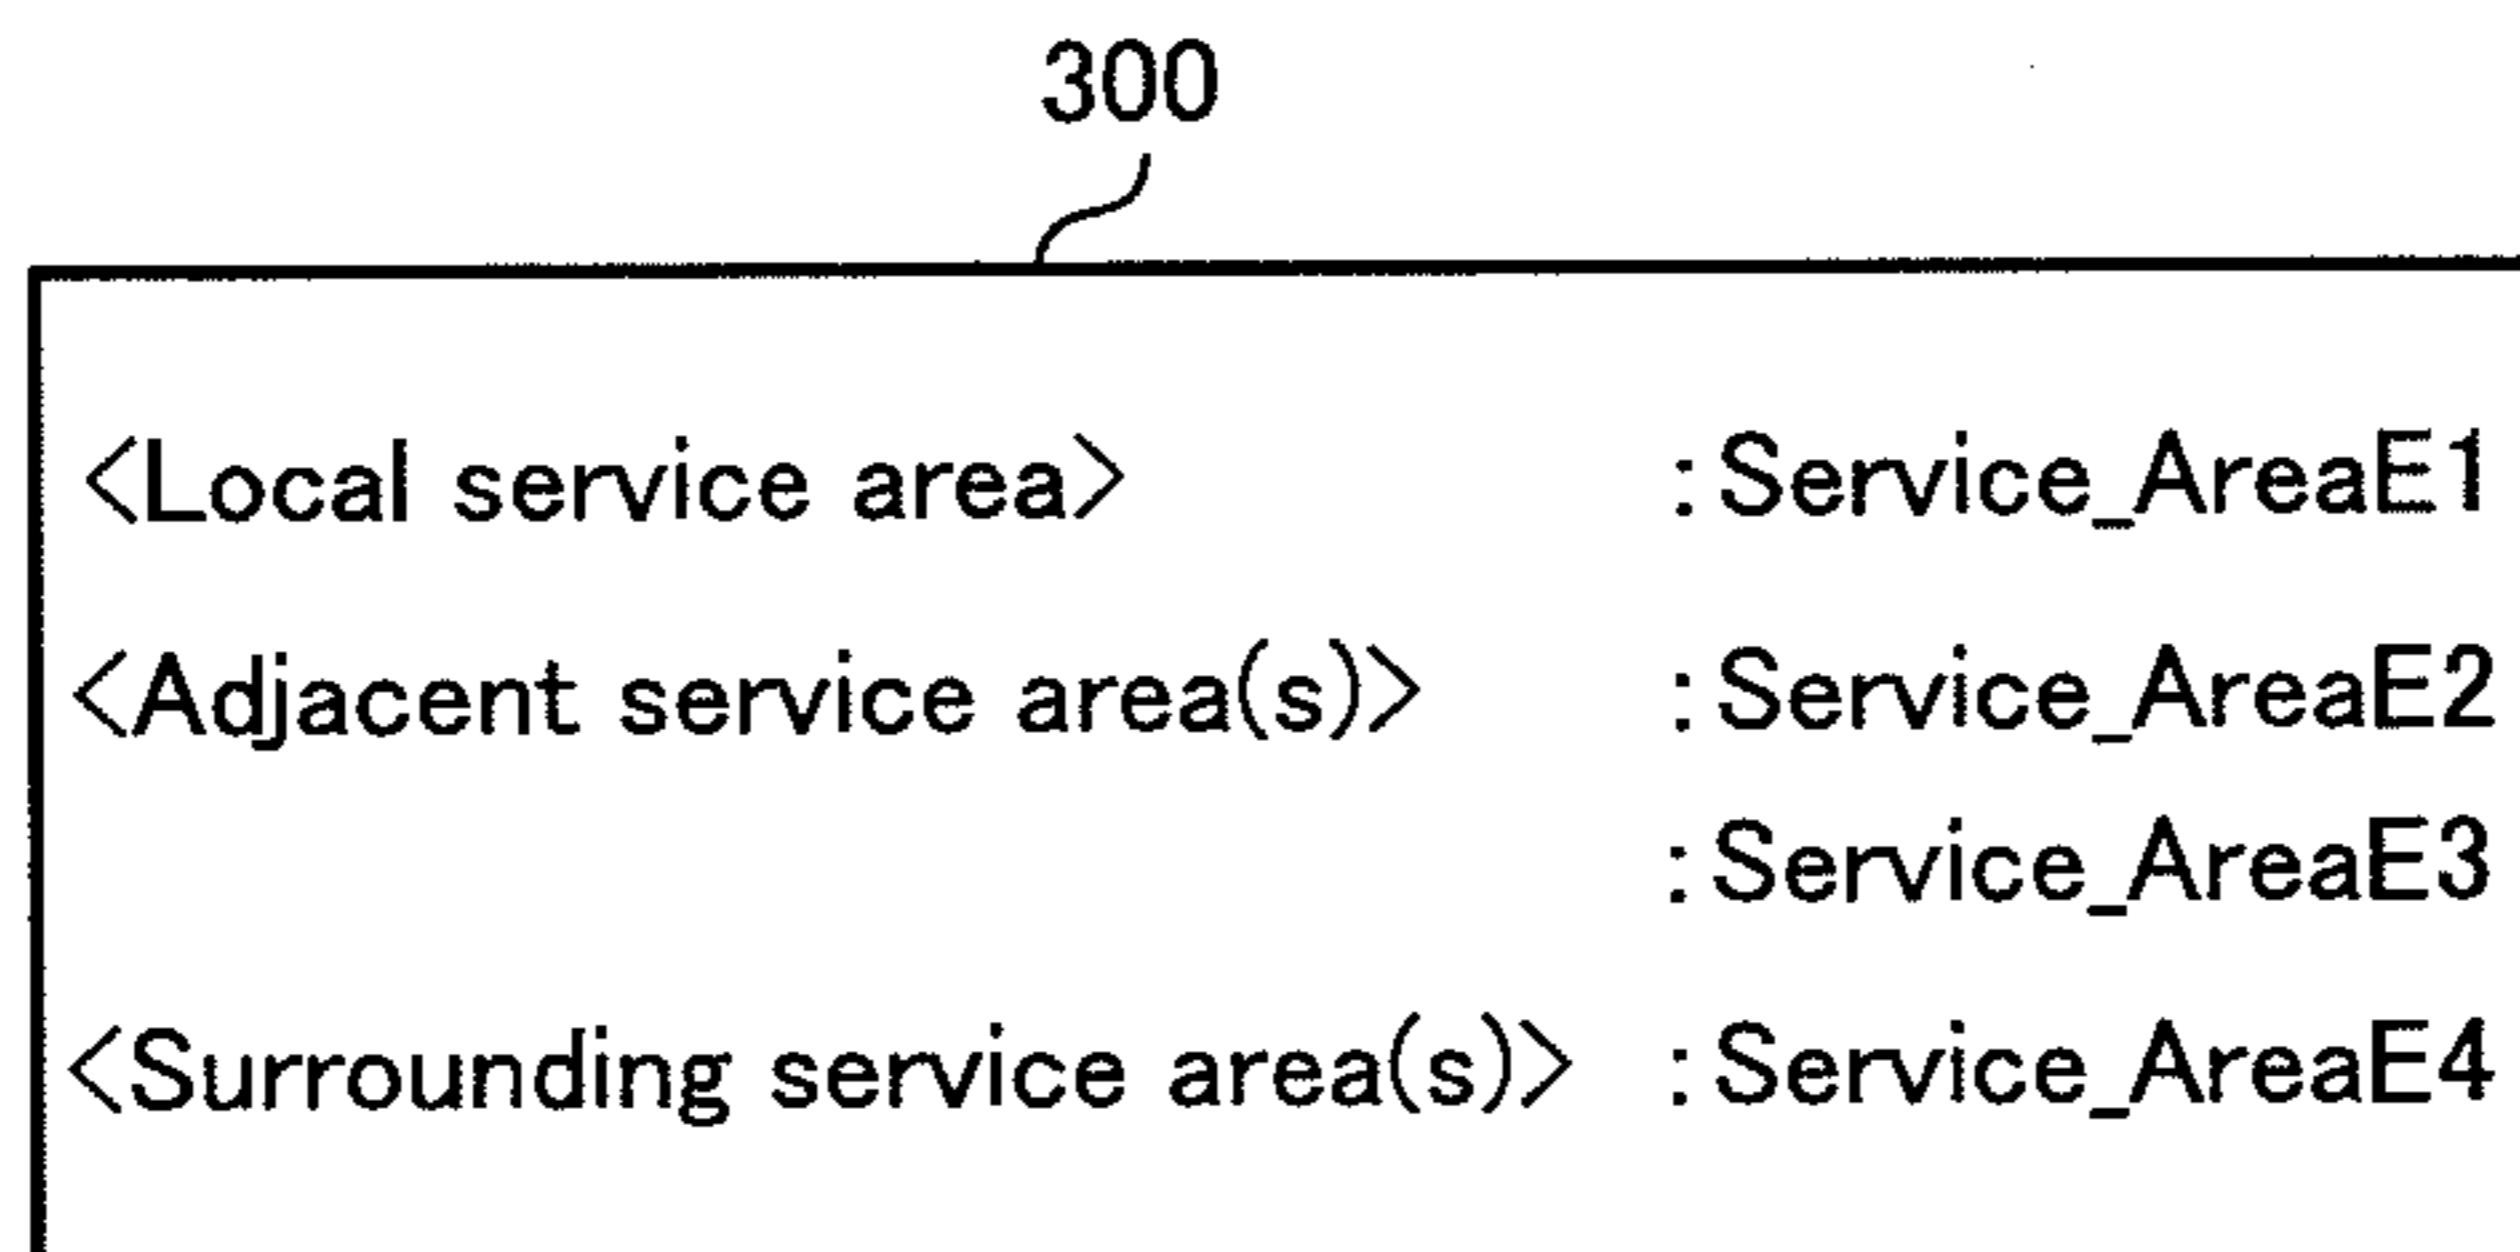 300
<Local service area> :Service_AreaE1
<Adjacent service area(s)> :Service_AreaE2
:Service_AreaE3
<Surrounding service area(s)> :Service_AreaE4